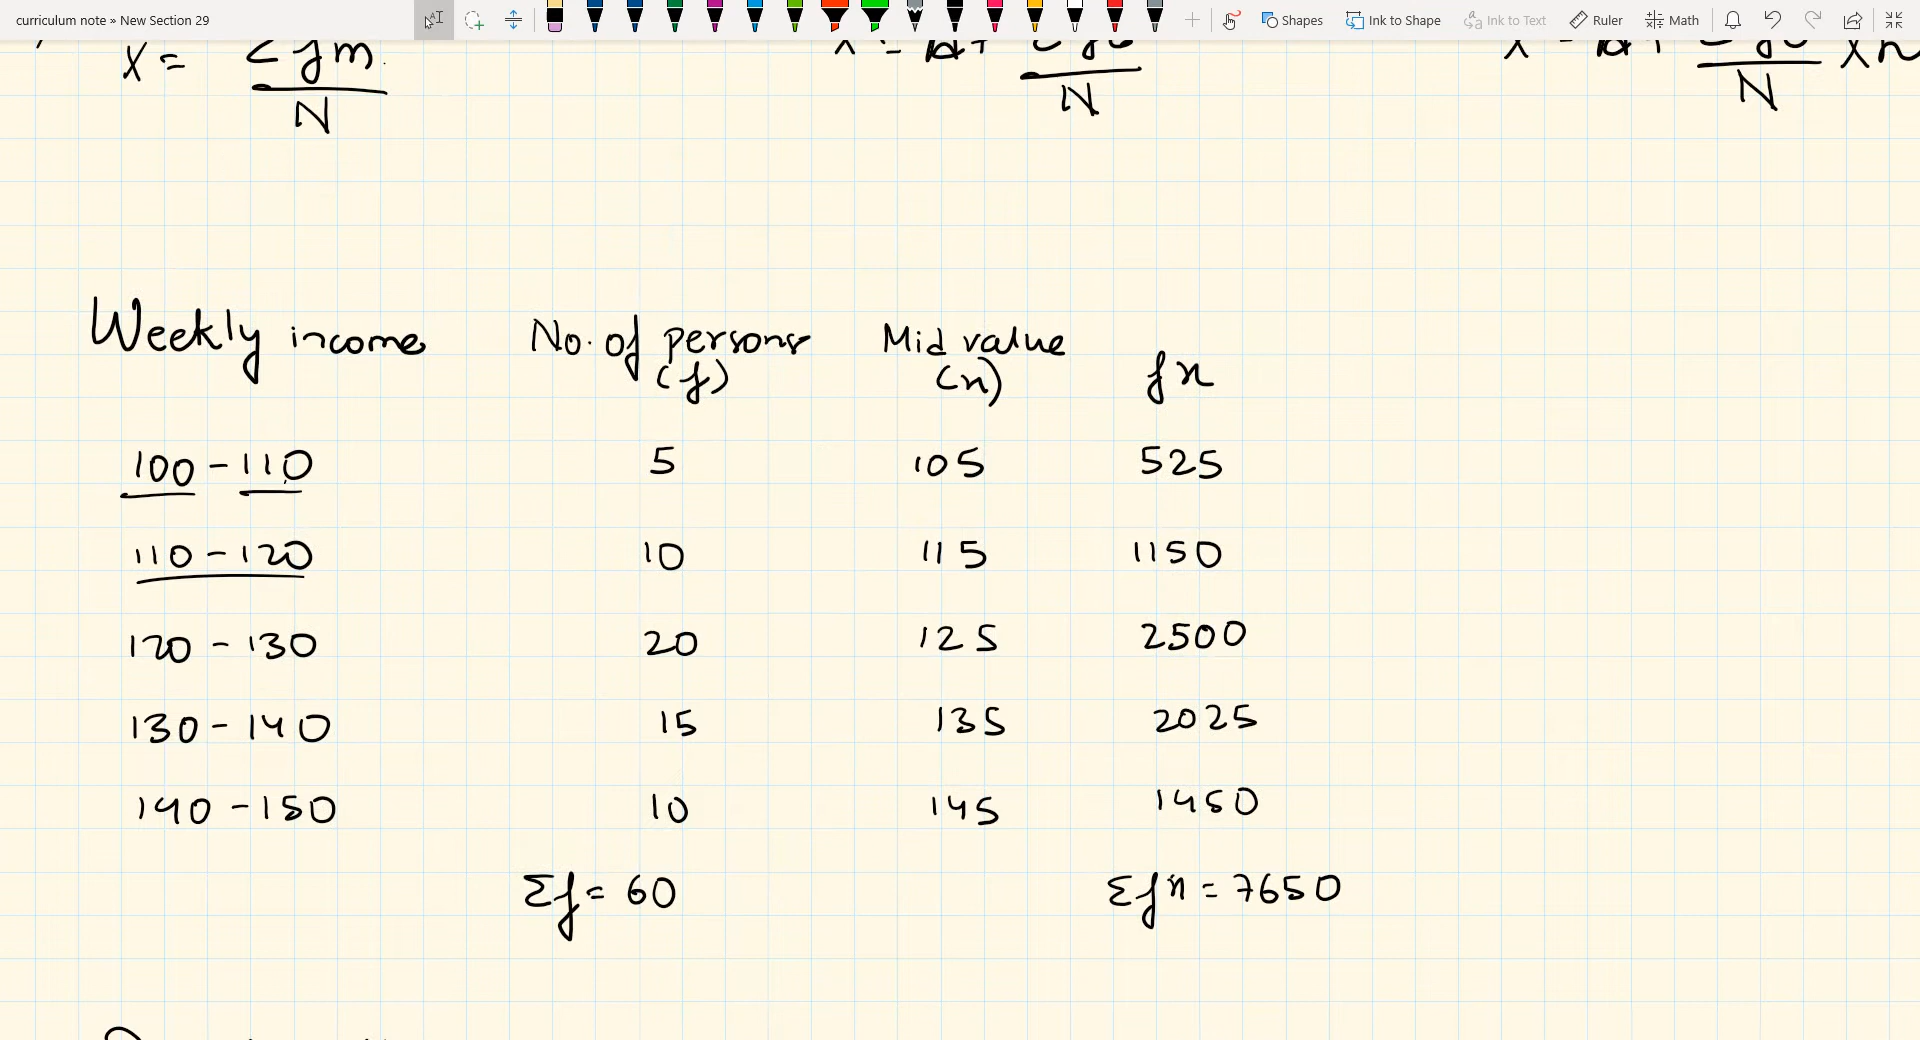 curriculum note » New Section 29
Shapes Ink to Shape Ink to Text Ruler Math
X = Σfm
N
N
N
Weekly income No. of persons Mid value
(f) (x) fx
100 - 110 5 105 525
110 - 120 10 115 1150
120 - 130 20 125 2500
130 - 140 15 135 2025
140 - 150 10 145 1450
Σf = 60 Σfx = 7650